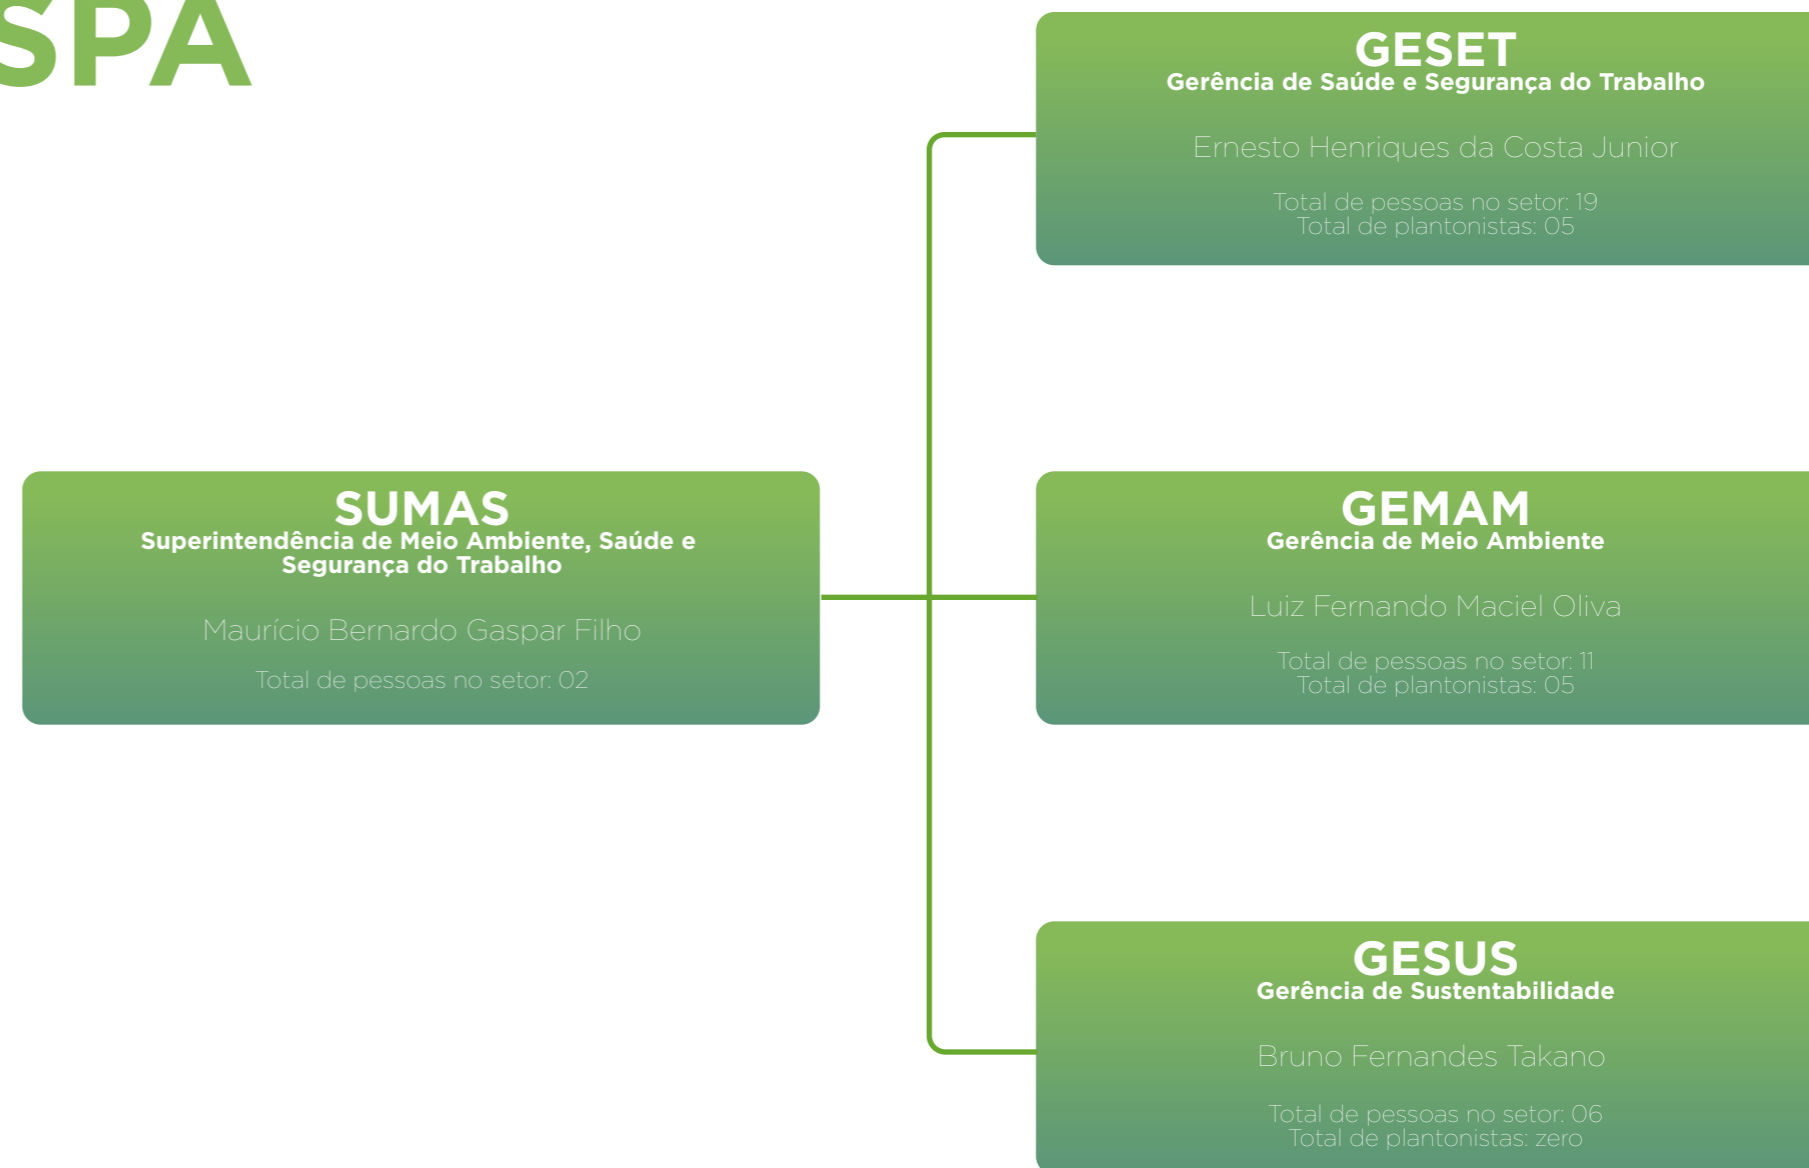 SPA
GESET
Gerência de Saúde e Segurança do Trabalho
Ernesto Henriques da Costa Junior
Total de pessoas no setor: 19
Total de plantonistas: 05
SUMAS
Superintendência de Meio Ambiente, Saúde e
Segurança do Trabalho
Maurício Bernardo Gaspar Filho
Total de pessoas no setor: 02
GEMAM
Gerência de Meio Ambiente
Luiz Fernando Maciel Oliva
Total de pessoas no setor: 11
Total de plantonistas: 05
GESUS
Gerência de Sustentabilidade
Bruno Fernandes Takano
Total de pessoas no setor: 06
Total de plantonistas: zero